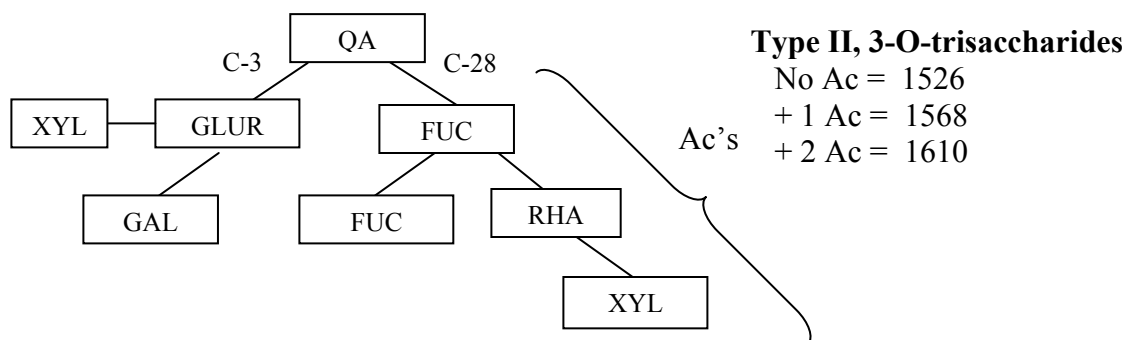 QA
C-3
C-28
XYL
GLUR
FUC
GAL
FUC
RHA
XYL
Ac’s
Type II, 3-O-trisaccharides
No Ac = 1526
+ 1 Ac = 1568
+ 2 Ac = 1610